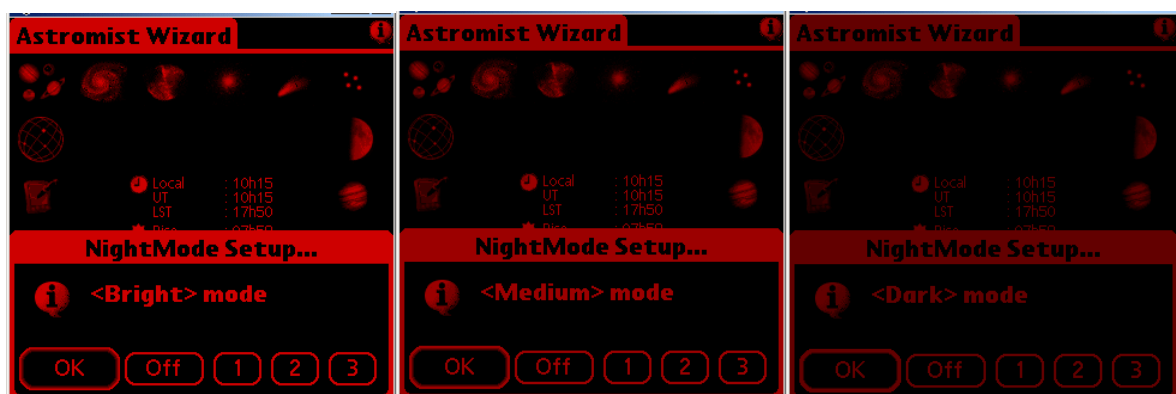 Astromist Wizard
Local : 10h15
UT : 10h15
LST : 17h50
Rise : 07h59
NightMode Setup...
<Bright> mode
OK Off 1 2 3
Astromist Wizard
Local : 10h15
UT : 10h15
LST : 17h50
NightMode Setup...
<Medium> mode
OK Off 1 2 3
Astromist Wizard
Local : 10h15
UT : 10h15
LST : 17h50
NightMode Setup...
<Dark> mode
OK Off 1 2 3